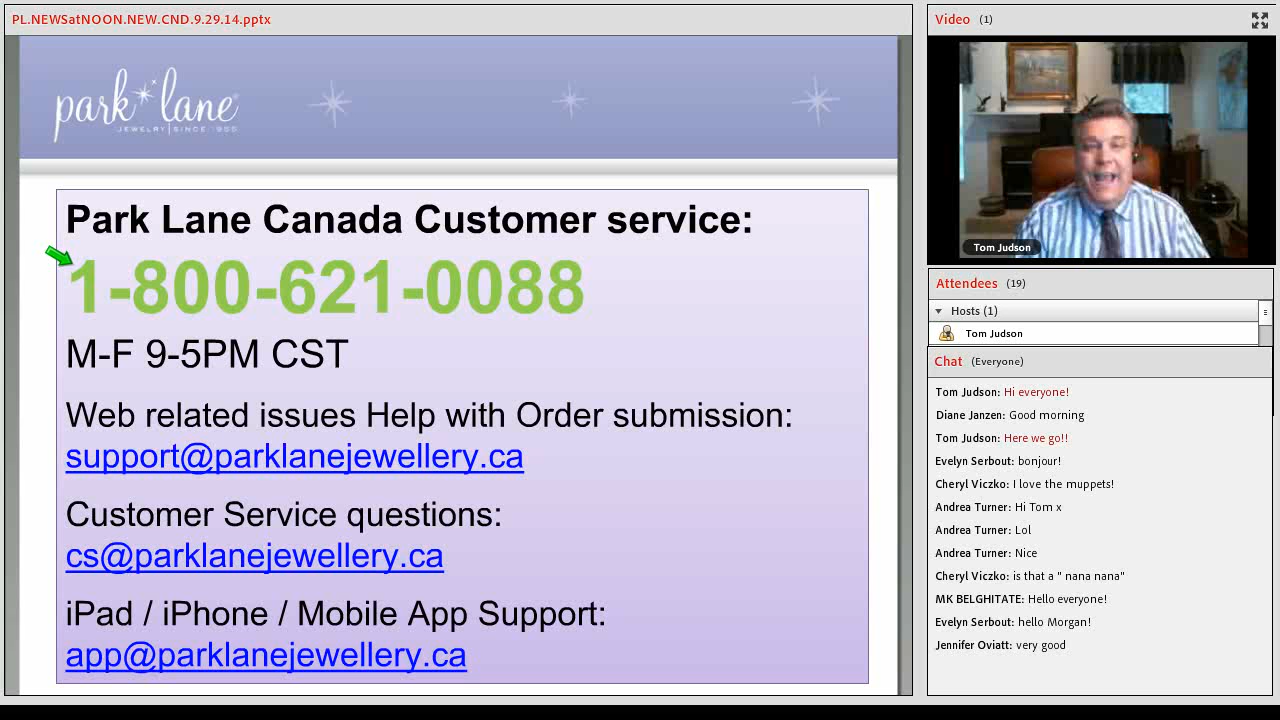 PL.NEWSatNOON.NEW.CND.9.29.14.pptx
park lane
JEWELRY | SINCE 1955
Park Lane Canada Customer service:
1-800-621-0088
M-F 9-5PM CST
Web related issues Help with Order submission:
support@parklanejewellery.ca
Customer Service questions:
cs@parklanejewellery.ca
iPad / iPhone / Mobile App Support:
app@parklanejewellery.ca
Video (1)
Tom Judson
Attendees (19)
Hosts (1)
Tom Judson
Chat (Everyone)
Tom Judson: Hi everyone!
Diane Janzen: Good morning
Tom Judson: Here we go!!
Evelyn Serbout: bonjour!
Cheryl Viczko: I love the muppets!
Andrea Turner: Hi Tom x
Andrea Turner: Lol
Andrea Turner: Nice
Cheryl Viczko: is that a " nana nana"
MK BELGHITATE: Hello everyone!
Evelyn Serbout: hello Morgan!
Jennifer Oviatt: very good